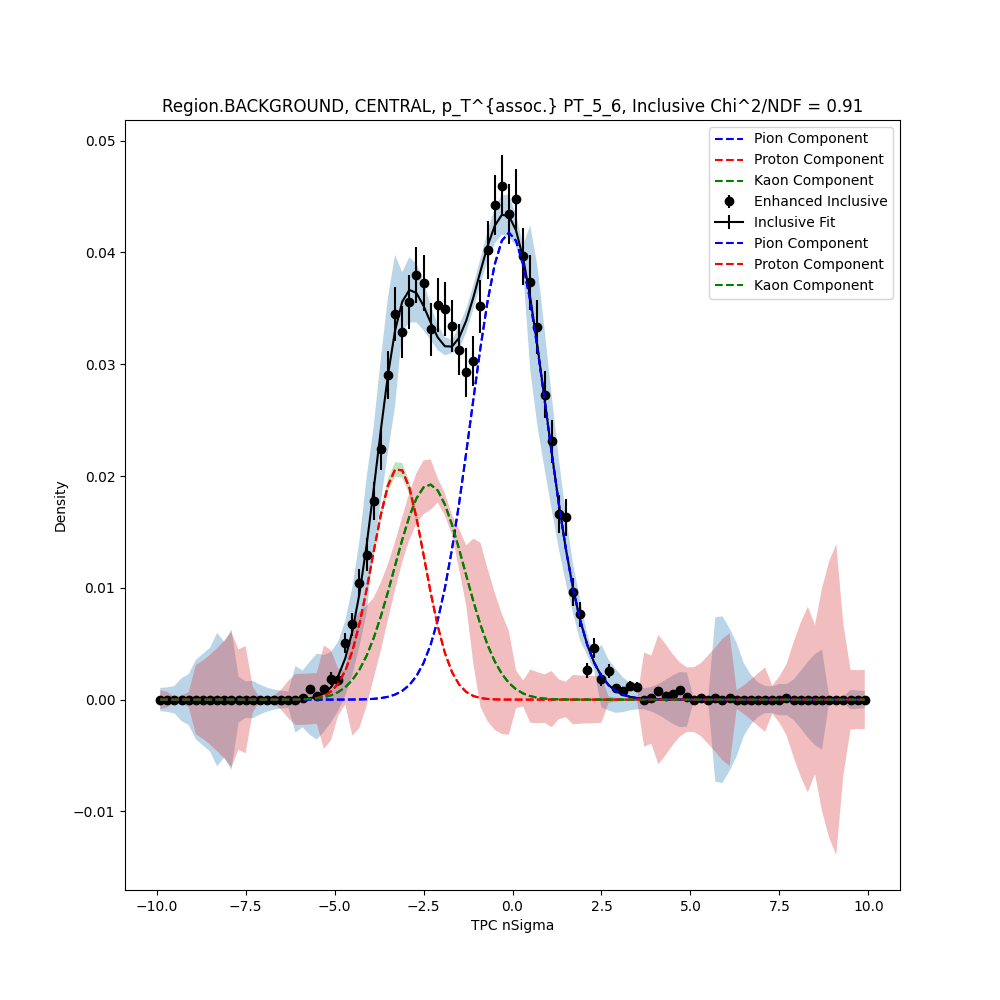 Region.BACKGROUND, CENTRAL, p_T^{assoc.} PT_5_6, Inclusive Chi^2/NDF = 0.91
Pion Component
Proton Component
Kaon Component
Enhanced Inclusive
Inclusive Fit
Pion Component
Proton Component
Kaon Component
0.05
0.04
0.03
0.02
0.01
0.00
−0.01
Density
−10.0 −7.5 −5.0 −2.5 0.0 2.5 5.0 7.5 10.0
TPC nSigma